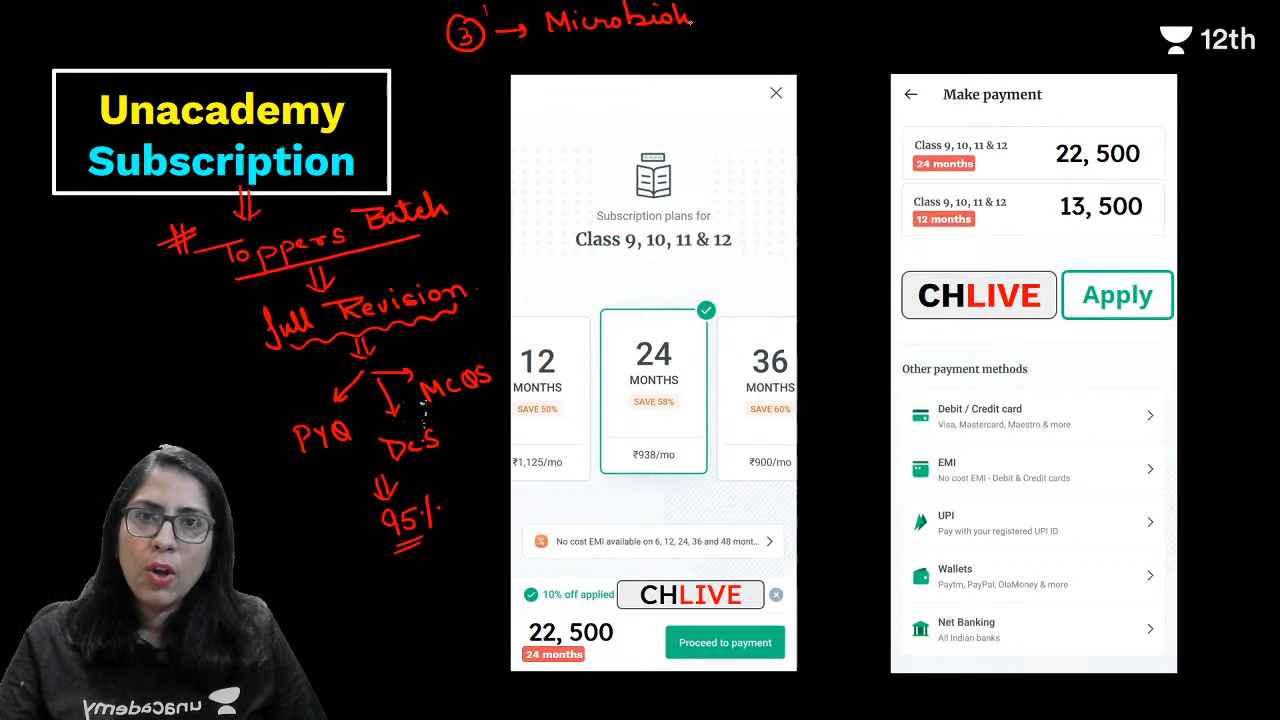 ③ → Microbiol
12th
Unacademy
Subscription
# Toppers Batch
full Revision
MCQS
PYQ
DCS
95%
Subscription plans for
Class 9, 10, 11 & 12
12
MONTHS
SAVE 50%
₹1,125/mo
24
MONTHS
SAVE 58%
₹938/mo
36
MONTHS
SAVE 60%
₹900/mo
No cost EMI available on 6, 12, 24, 36 and 48 mont...
10% off applied CHLIVE
22, 500
24 months
Proceed to payment
Make payment
Class 9, 10, 11 & 12
24 months
22, 500
Class 9, 10, 11 & 12
12 months
13, 500
CHLIVE Apply
Other payment methods
Debit / Credit card
Visa, Mastercard, Maestro & more
EMI
No cost EMI - Debit & Credit cards
UPI
Pay with your registered UPI ID
Wallets
Paytm, PayPal, OlaMoney & more
Net Banking
All Indian banks
unacademy